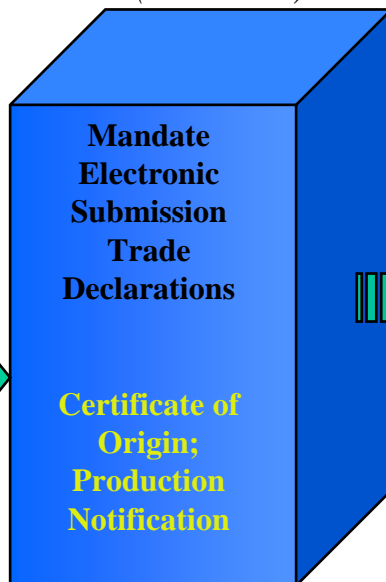 Mandate
Electronic
Submission
Trade
Declarations
Certificate of
Origin;
Production
Notification